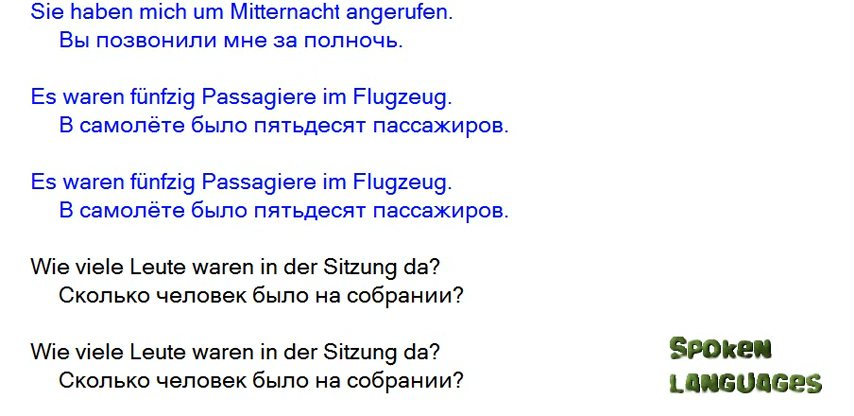 Sie haben mich um Mitternacht angerufen.
Вы позвонили мне за полночь.
Es waren fünfzig Passagiere im Flugzeug.
В самолёте было пятьдесят пассажиров.
Es waren fünfzig Passagiere im Flugzeug.
В самолёте было пятьдесят пассажиров.
Wie viele Leute waren in der Sitzung da?
Сколько человек было на собрании?
Wie viele Leute waren in der Sitzung da?
Сколько человек было на собрании?
Spoken
Languages